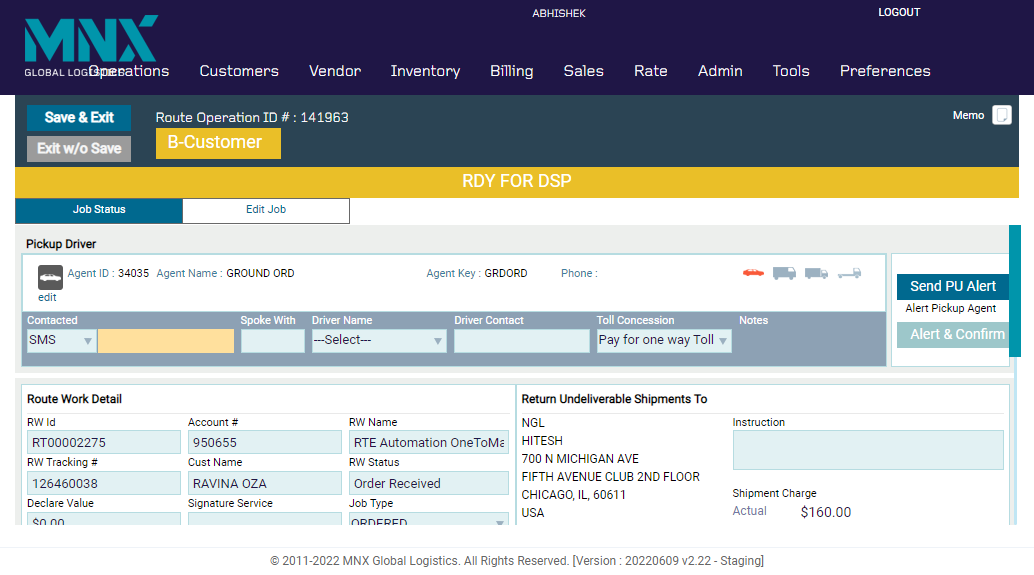 ABHISHEK LOGOUT
MNX
GLOBAL LOGISTICS
Operations Customers Vendor Inventory Billing Sales Rate Admin Tools Preferences
Save & Exit Route Operation ID # : 141963 Memo
Exit w/o Save B-Customer
RDY FOR DSP
Job Status Edit Job
Pickup Driver
Agent ID : 34035 Agent Name : GROUND ORD Agent Key : GRDORD Phone :
edit
Send PU Alert
Alert Pickup Agent
Alert & Confirm
Contacted Spoke With Driver Name Driver Contact Toll Concession Notes
SMS ---Select--- Pay for one way Toll
Route Work Detail
RW Id Account # RW Name
RT00002275 950655 RTE Automation OneToMa
RW Tracking # Cust Name RW Status
126460038 RAVINA OZA Order Received
Declare Value Signature Service Job Type
$0.00 ORDERED
Return Undeliverable Shipments To
NGL
HITESH
700 N MICHIGAN AVE
FIFTH AVENUE CLUB 2ND FLOOR
CHICAGO, IL, 60611
USA
Instruction
Shipment Charge
Actual $160.00
© 2011-2022 MNX Global Logistics. All Rights Reserved. [Version : 20220609 v2.22 - Staging]